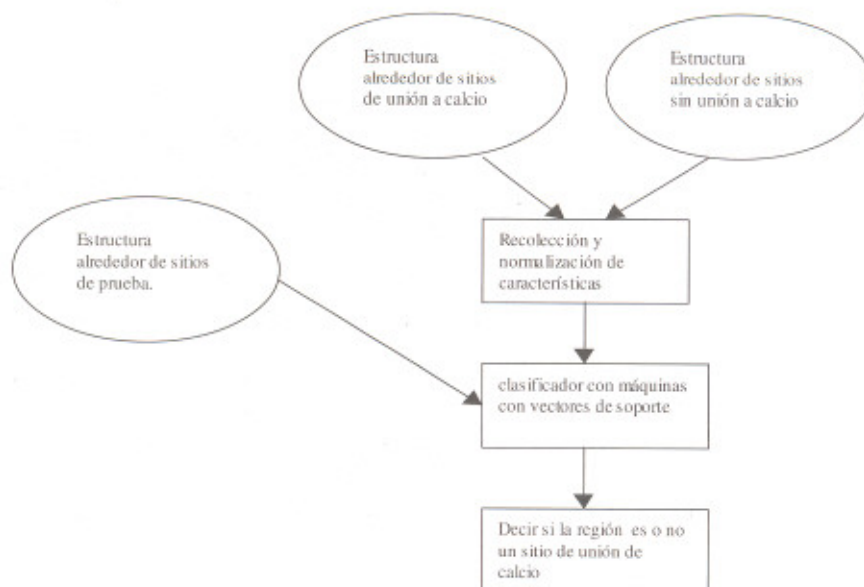 Estructura
alrededor de sitios
de unión a calcio
Estructura
alrededor de sitios
sin unión a calcio
Estructura
alrededor de sitios
de prueba.
Recolección y
normalización de
características
clasificador con máquinas
con vectores de soporte
Decir si la región es o no
un sitio de unión de
calcio